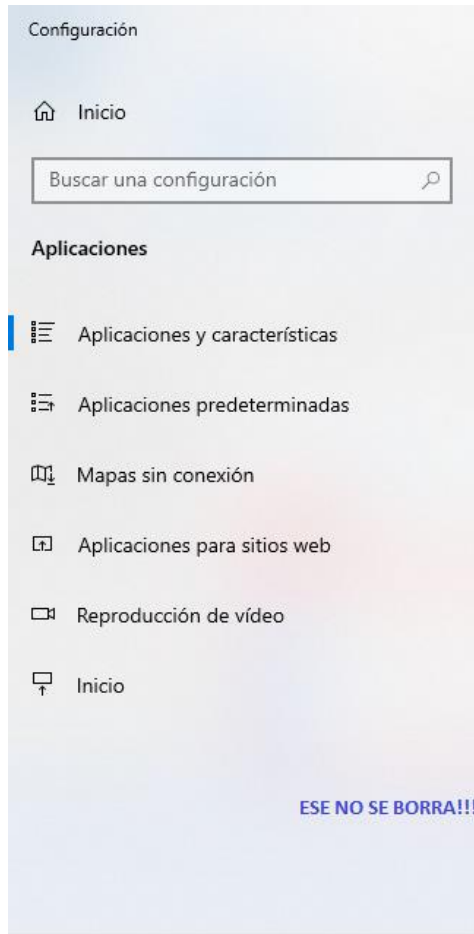 Configuración
Inicio
Buscar una configuración
Aplicaciones
Aplicaciones y características
Aplicaciones predeterminadas
Mapas sin conexión
Aplicaciones para sitios web
Reproducción de vídeo
Inicio
ESE NO SE BORRA!!!